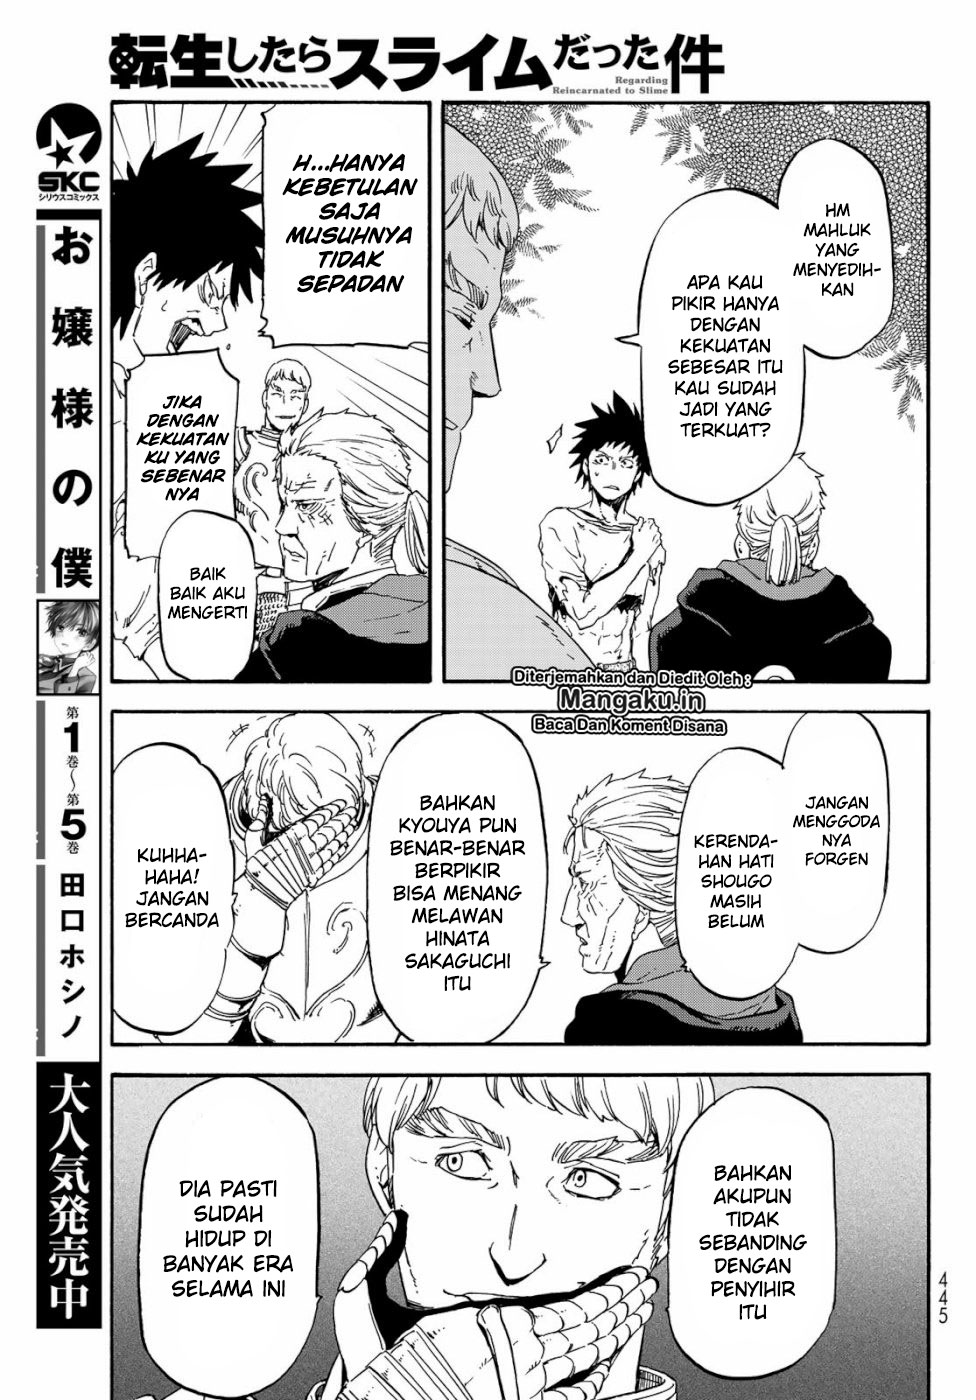 転生したらスライムだった件
Regarding
Reincarnated to Slime
SKC
シリウスコミックス
お嬢様の僕
第1巻〜第5巻
田口ホシノ
大人気発売中
HM
MAHLUK
YANG
MENYEDIH-
KAN
APA KAU
PIKIR HANYA
DENGAN
KEKUATAN
SEBESAR ITU
KAU SUDAH
JADI YANG
TERKUAT?
H...HANYA
KEBETULAN
SAJA
MUSUHNYA
TIDAK
SEPADAN
JIKA
DENGAN
KEKUATAN
KU YANG
SEBENAR
NYA
BAIK
BAIK AKU
MENGERTI
Diterjemahkan dan Diedit Oleh :
Mangaku.in
Baca Dan Koment Disana
JANGAN
MENGGODA
NYA
FORGEN
KERENDA-
HAN HATI
SHOUGO
MASIH
BELUM
BAHKAN
KYOUYA PUN
BENAR-BENAR
BERPIKIR
BISA MENANG
MELAWAN
HINATA
SAKAGUCHI
ITU
KUHHA-
HAHA!
JANGAN
BERCANDA
BAHKAN
AKUPUN
TIDAK
SEBANDING
DENGAN
PENYIHIR
ITU
DIA PASTI
SUDAH
HIDUP DI
BANYAK ERA
SELAMA INI
445